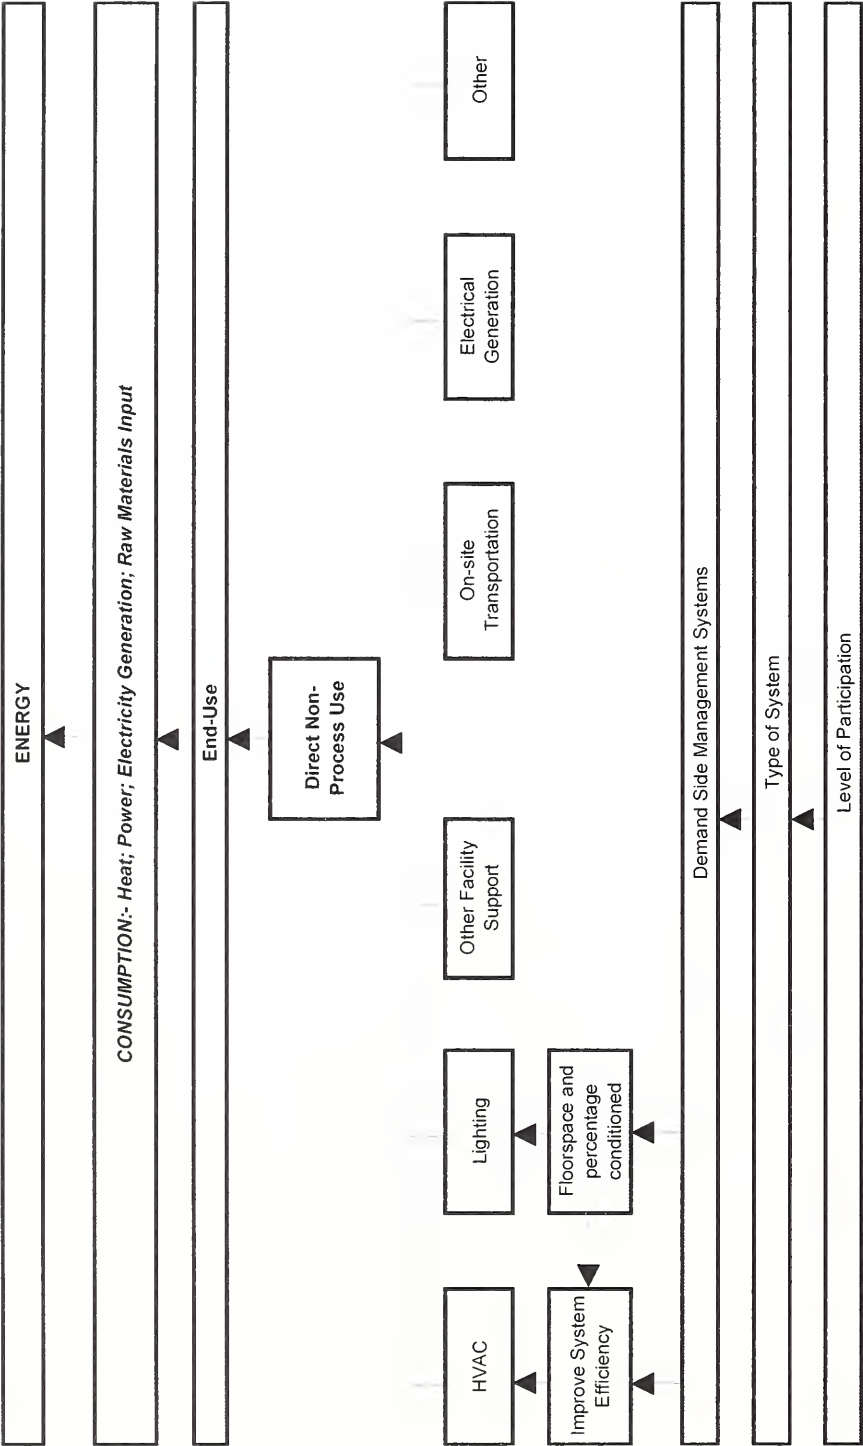 ENERGY
CONSUMPTION:- Heat; Power; Electricity Generation; Raw Materials Input
End-Use
Direct Non-
Process Use
HVAC
Lighting
Other Facility
Support
On-site
Transportation
Electrical
Generation
Other
Improve System
Efficiency
Floorspace and
percentage
conditioned
Demand Side Management Systems
Type of System
Level of Participation